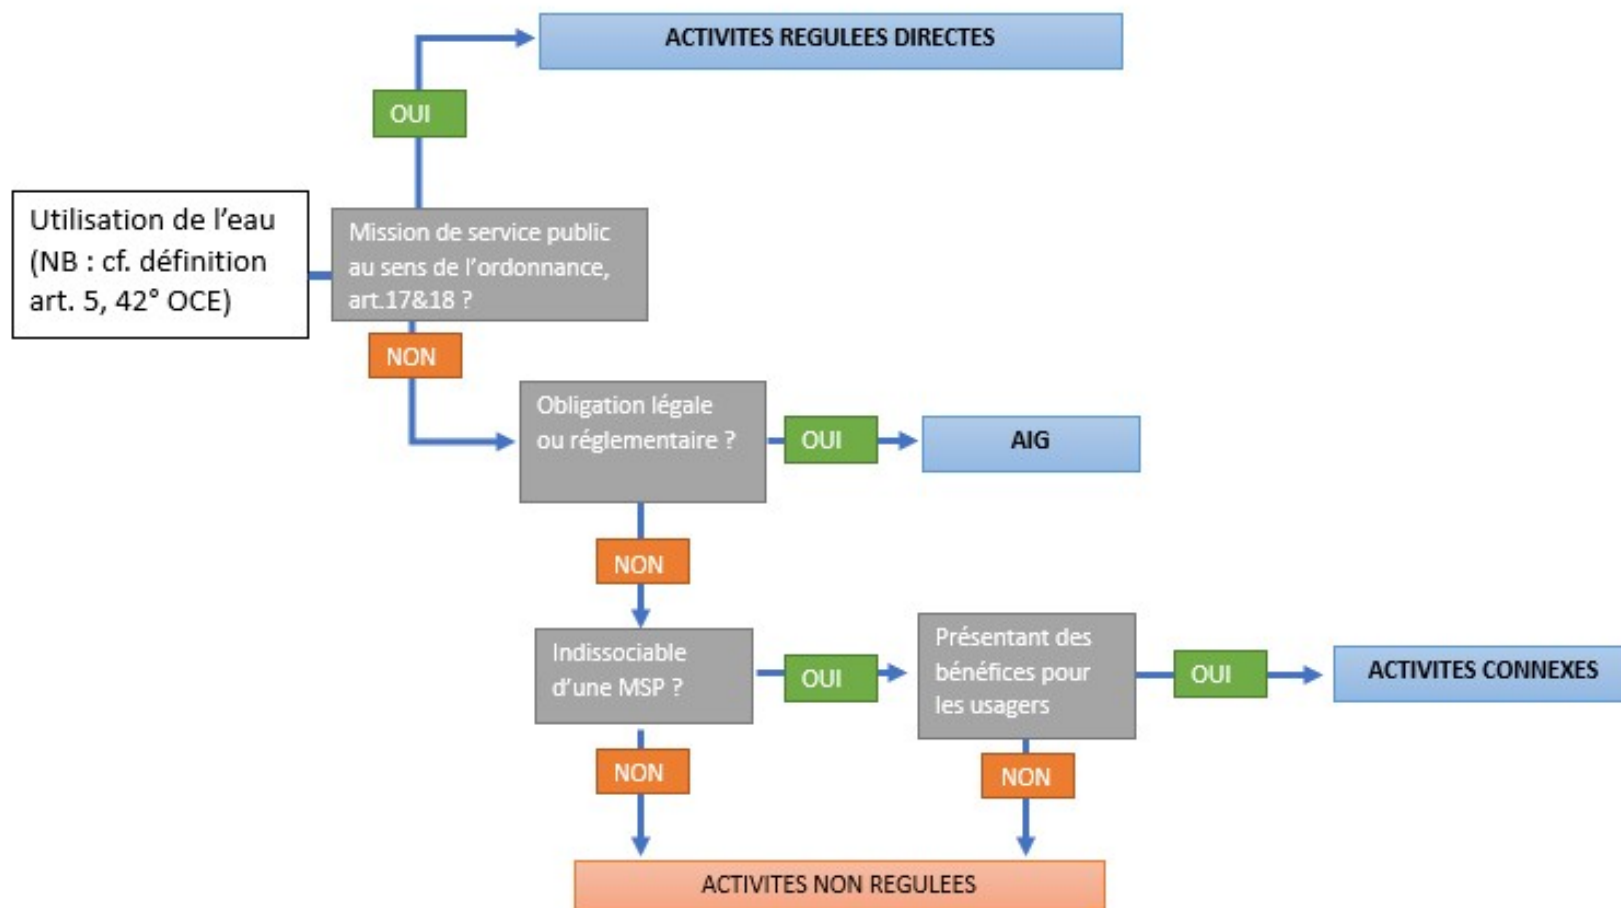 ACTIVITES REGULEES DIRECTES
OUI
Utilisation de l'eau
(NB : cf. définition
art. 5, 42° OCE)
Mission de service public
au sens de l'ordonnance,
art.17&18 ?
NON
Obligation légale
ou réglementaire ?
OUI
AIG
NON
Indissociable
d'une MSP ?
OUI
Présentant des
bénéfices pour
les usagers
OUI
ACTIVITES CONNEXES
NON
NON
ACTIVITES NON REGULEES